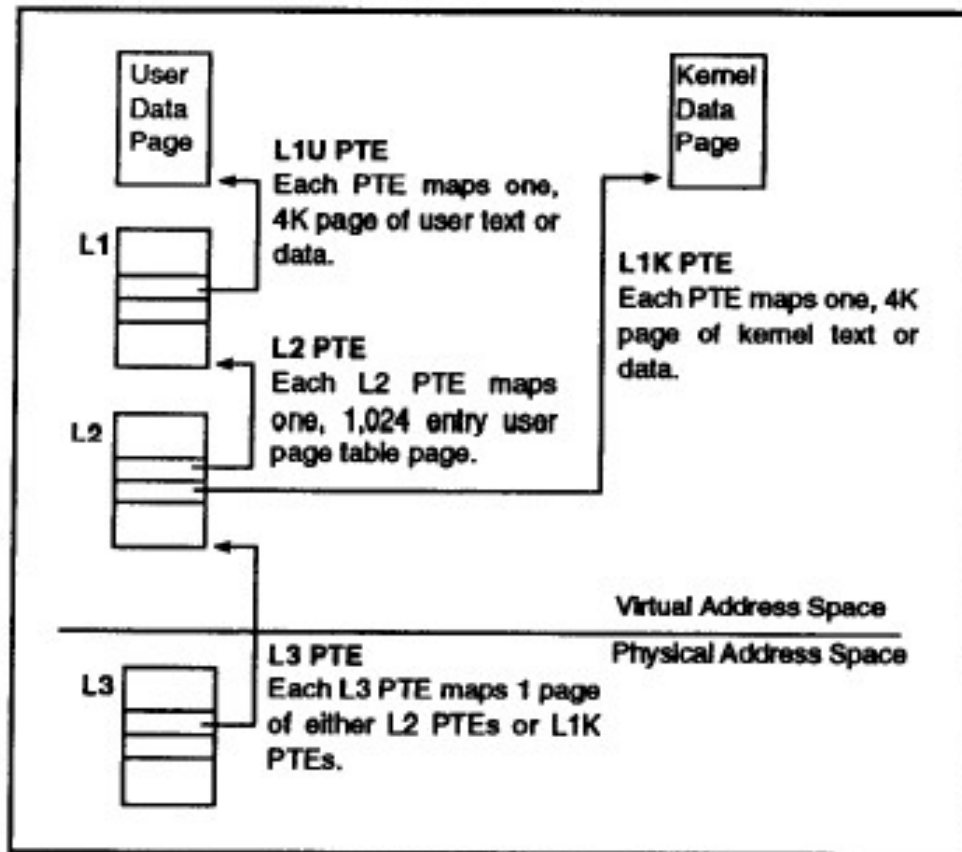 User
Data
Page
Kernel
Data
Page
L1U PTE
Each PTE maps one,
4K page of user text or
data.
L1
L1K PTE
Each PTE maps one, 4K
page of kernel text or
data.
L2 PTE
Each L2 PTE maps
one, 1,024 entry user
page table page.
L2
Virtual Address Space
Physical Address Space
L3 PTE
Each L3 PTE maps 1 page
of either L2 PTEs or L1K
PTEs.
L3